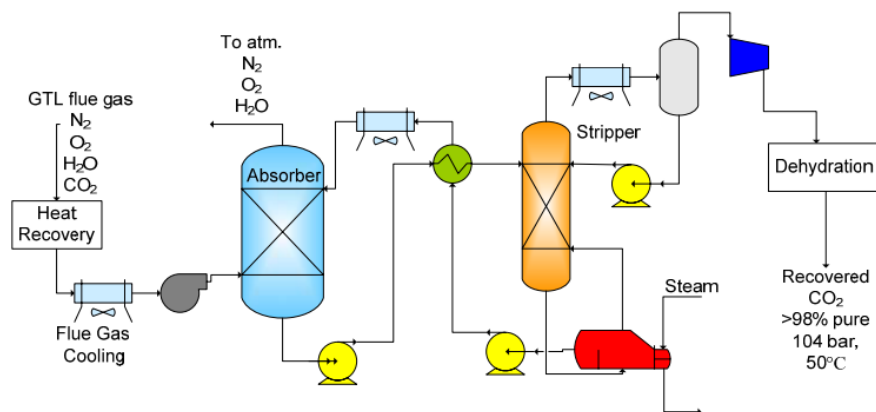 To atm.
N₂
O₂
H₂O
GTL flue gas
N₂
O₂
H₂O
CO₂
Heat
Recovery
Flue Gas
Cooling
Absorber
Stripper
Steam
Dehydration
Recovered
CO₂
>98% pure
104 bar,
50°C